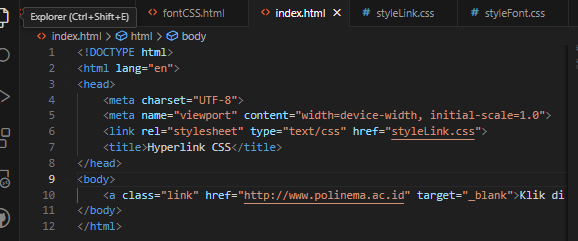 Explorer (Ctrl+Shift+E)
fontCSS.html
index.html
styleLink.css
styleFont.css
index.html > html > body
1 <!DOCTYPE html>
2 <html lang="en">
3 <head>
4 <meta charset="UTF-8">
5 <meta name="viewport" content="width=device-width, initial-scale=1.0">
6 <link rel="stylesheet" type="text/css" href="styleLink.css">
7 <title>Hyperlink CSS</title>
8 </head>
9 <body>
10 <a class="link" href="http://www.polinema.ac.id" target="_blank">Klik di
11 </body>
12 </html>